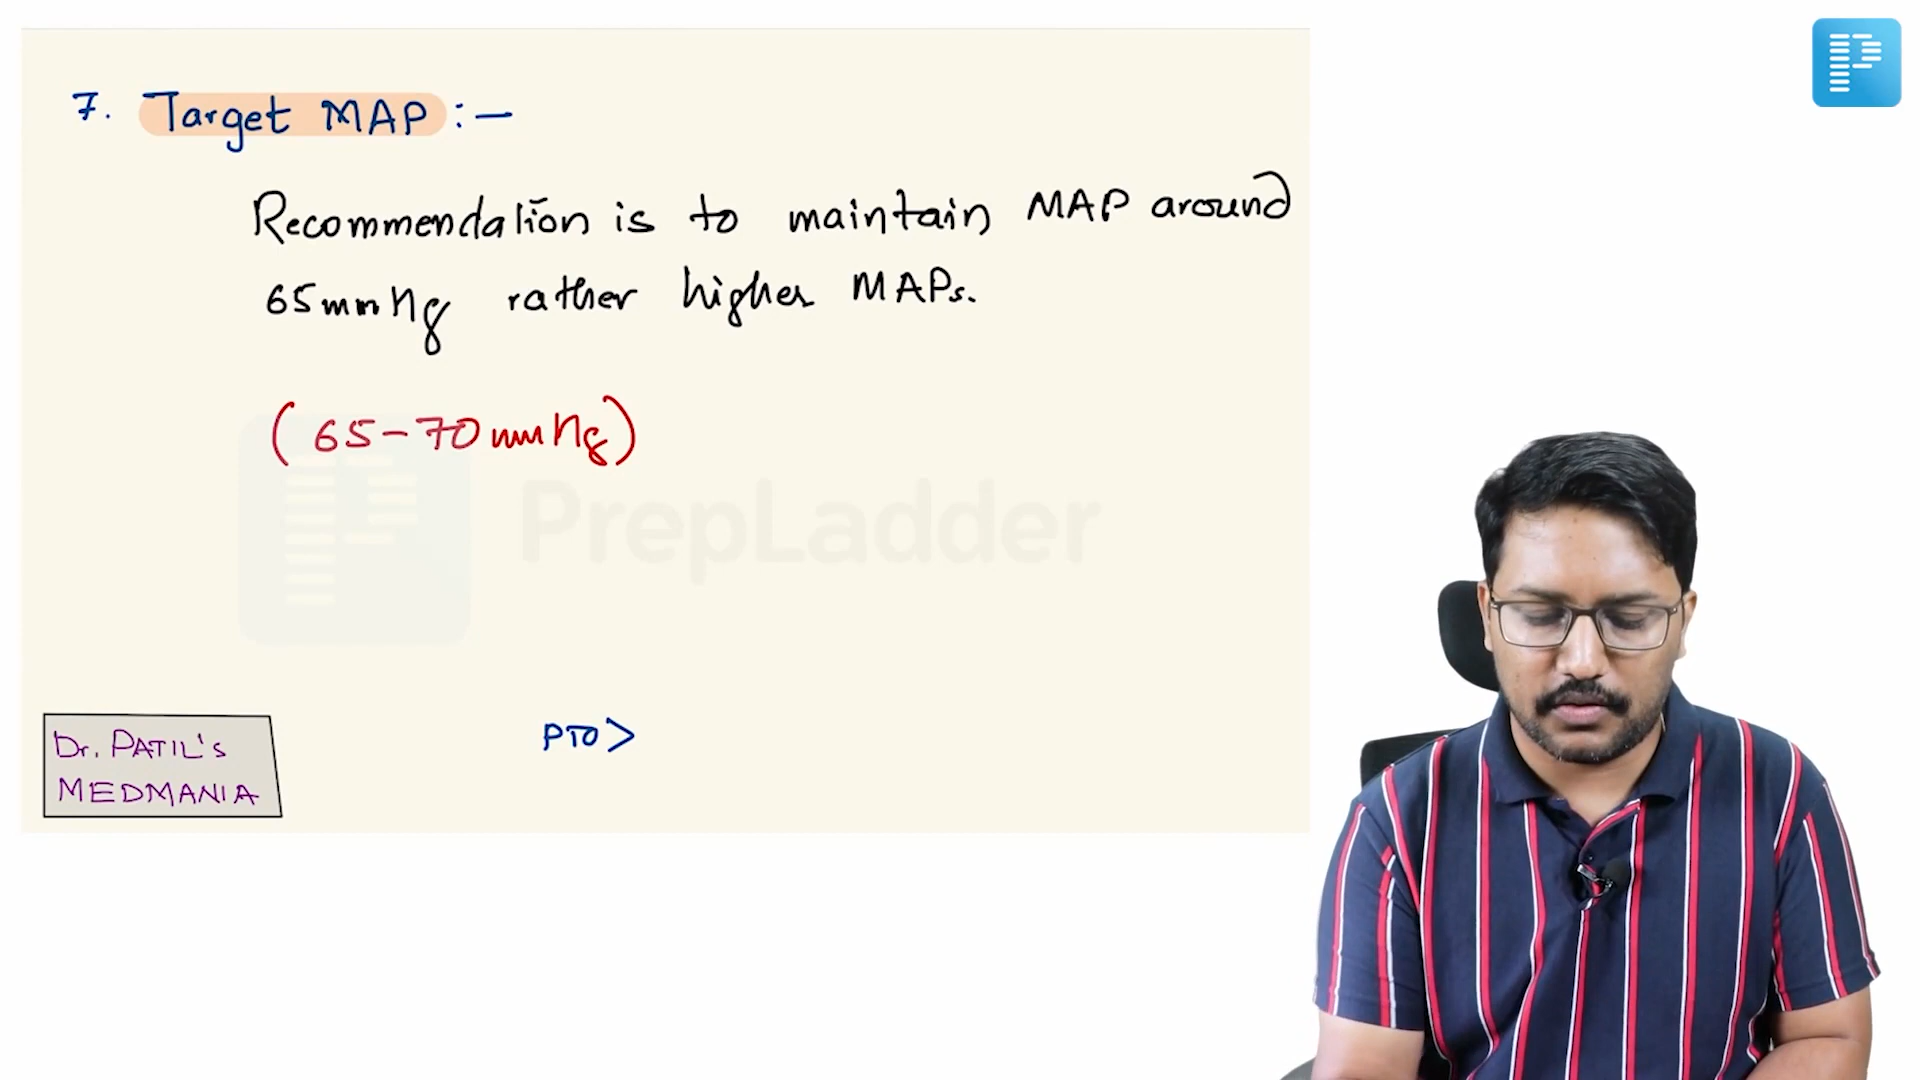 7. Target MAP :-
Recommendation is to maintain MAP around
65mmHg rather higher MAPs.
(65-70mmHg)
PrepLadder
PTO >
Dr. PATIL's
MEDMANIA